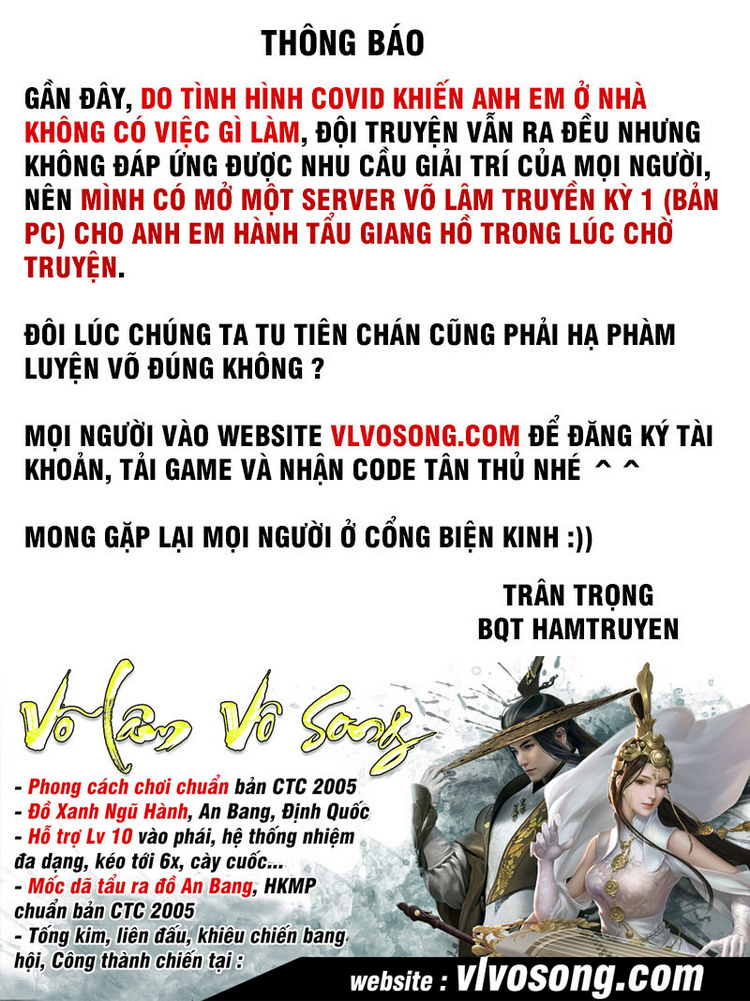 THÔNG BÁO
GẦN ĐÂY, DO TÌNH HÌNH COVID KHIẾN ANH EM Ở NHÀ
KHÔNG CÓ VIỆC GÌ LÀM, ĐỘI TRUYỆN VẪN RA ĐỀU NHƯNG
KHÔNG ĐÁP ỨNG ĐƯỢC NHU CẦU GIẢI TRÍ CỦA MỌI NGƯỜI,
NÊN MÌNH CÓ MỞ MỘT SERVER VÕ LÂM TRUYỀN KỲ 1 (BẢN
PC) CHO ANH EM HÀNH TẨU GIANG HỒ TRONG LÚC CHỜ
TRUYỆN.
ĐÔI LÚC CHÚNG TA TU TIÊN CHÁN CŨNG PHẢI HẠ PHÀM
LUYỆN VÕ ĐÚNG KHÔNG ?
MỌI NGƯỜI VÀO WEBSITE VLVOSONG.COM ĐỂ ĐĂNG KÝ TÀI
KHOẢN, TẢI GAME VÀ NHẬN CODE TÂN THỦ NHÉ ^ ^
MONG GẶP LẠI MỌI NGƯỜI Ở CỔNG BIỆN KINH :))
TRÂN TRỌNG
BQT HAMTRUYEN
Võ Lâm Vô Song
- Phong cách chơi chuẩn bản CTC 2005
- Đồ Xanh Ngũ Hành, An Bang, Định Quốc
- Hỗ trợ Lv 10 vào phái, hệ thống nhiệm
đa dạng, kéo tới 6x, cày cuốc...
- Mốc dã tẩu ra đồ An Bang, HKMP
chuẩn bản CTC 2005
- Tống kim, liên đấu, khiêu chiến bang
hội, Công thành chiến tại :
website : vlvosong.com